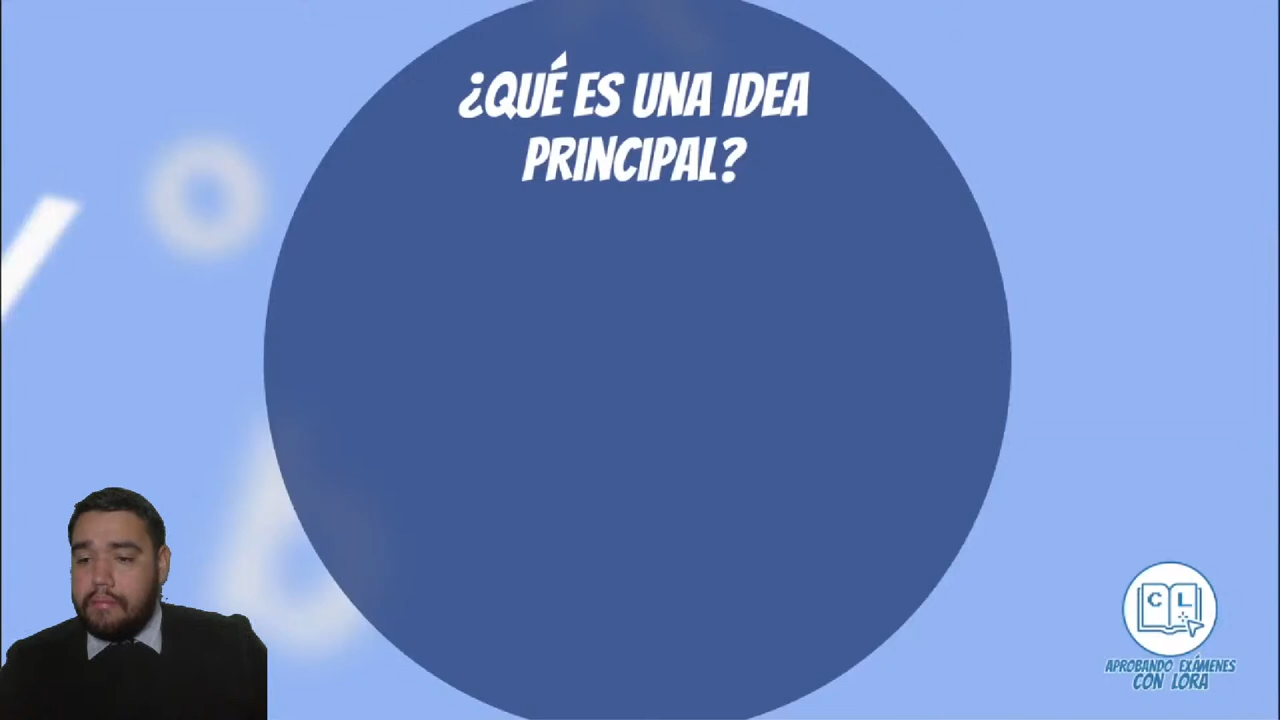 ¿QUÉ ES UNA IDEA
PRINCIPAL?
C L
APROBANDO EXÁMENES
CON LORA